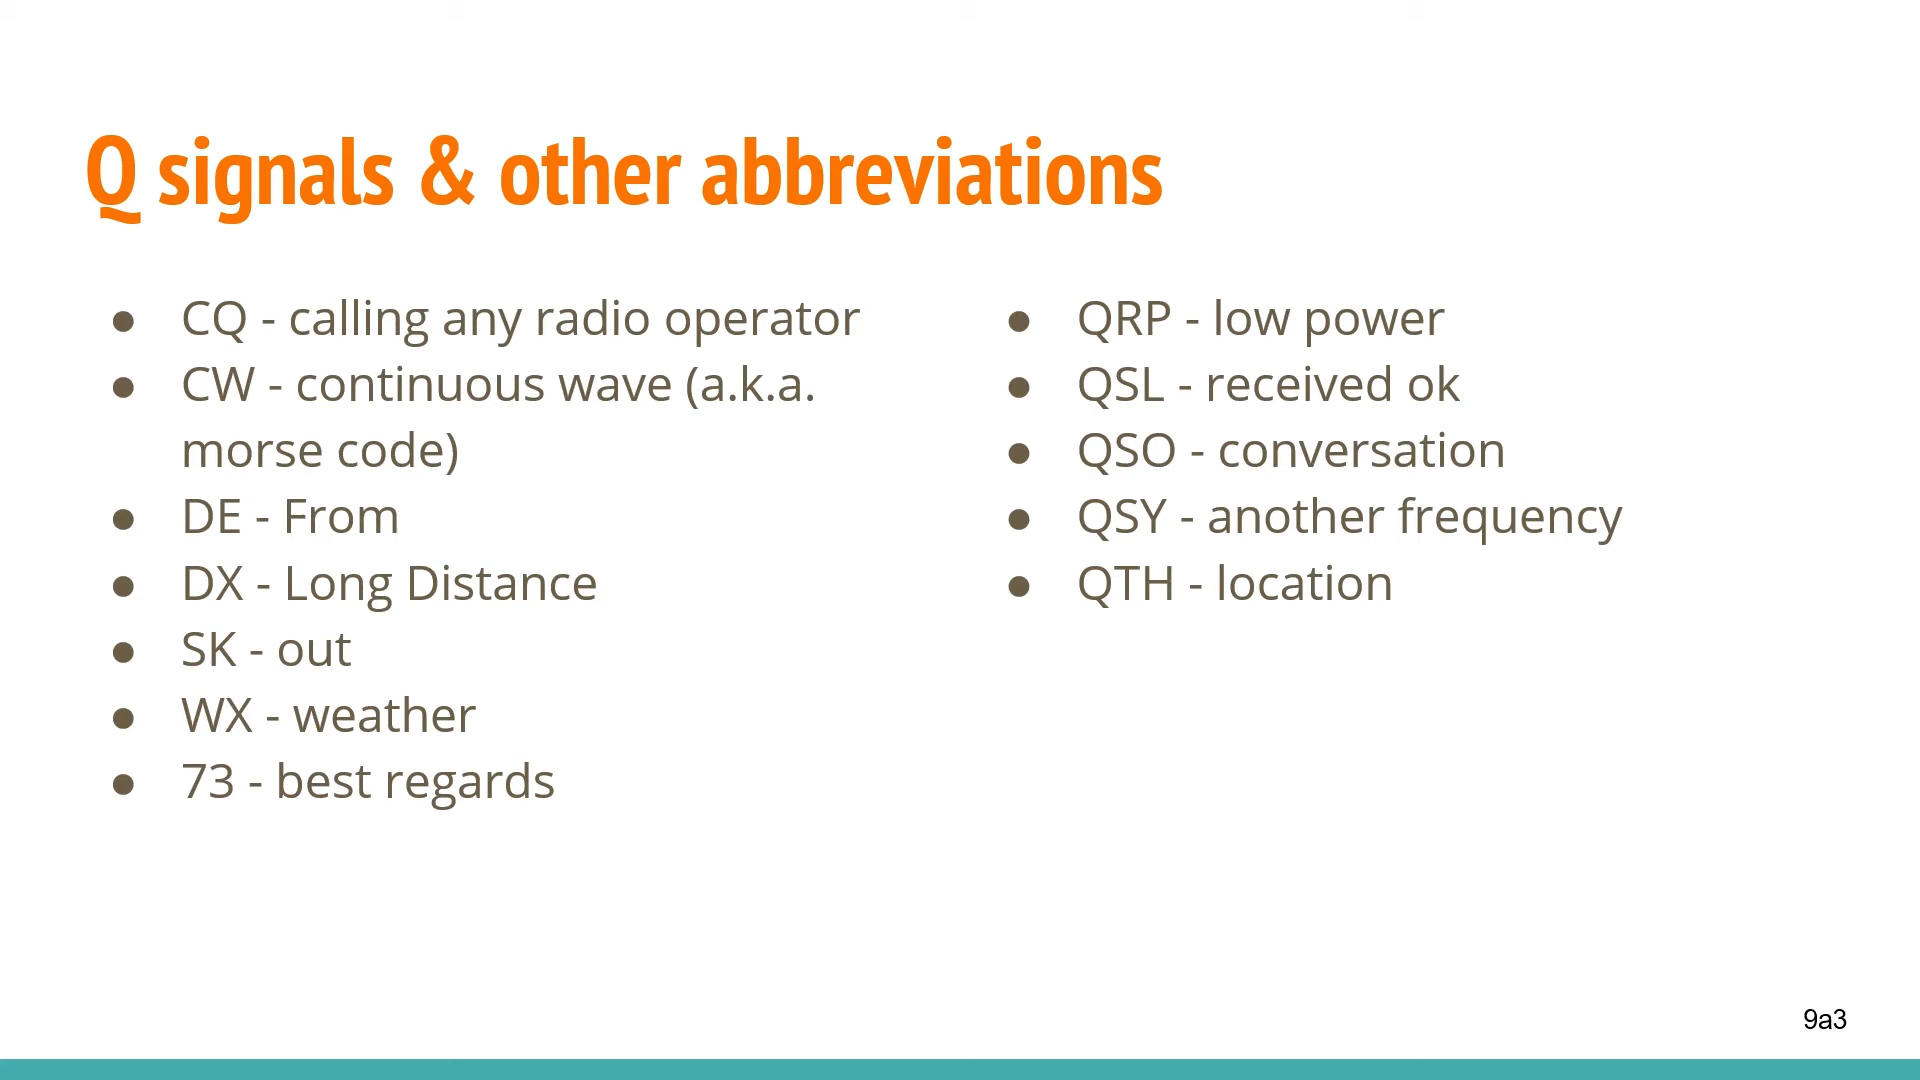 Q signals & other abbreviations
● CQ - calling any radio operator
● CW - continuous wave (a.k.a.
morse code)
● DE - From
● DX - Long Distance
● SK - out
● WX - weather
● 73 - best regards
● QRP - low power
● QSL - received ok
● QSO - conversation
● QSY - another frequency
● QTH - location
9a3